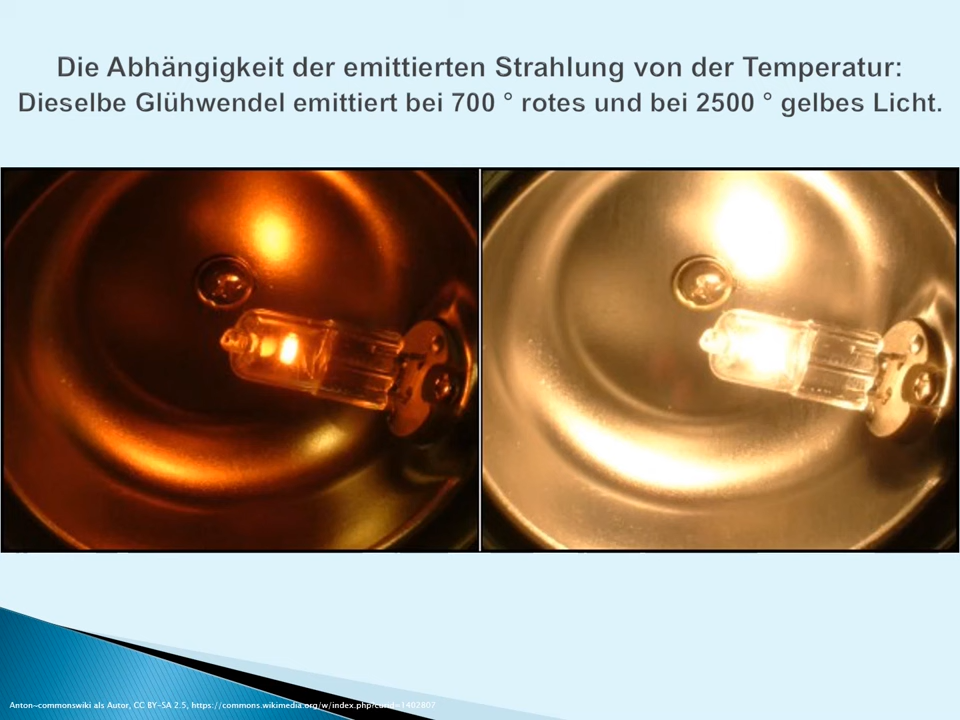 Die Abhängigkeit der emittierten Strahlung von der Temperatur:
Dieselbe Glühwendel emittiert bei 700 ° rotes und bei 2500 ° gelbes Licht.
Anton~commonswiki als Autor, CC BY-SA 2.5, https://commons.wikimedia.org/w/index.php?curid=1402807